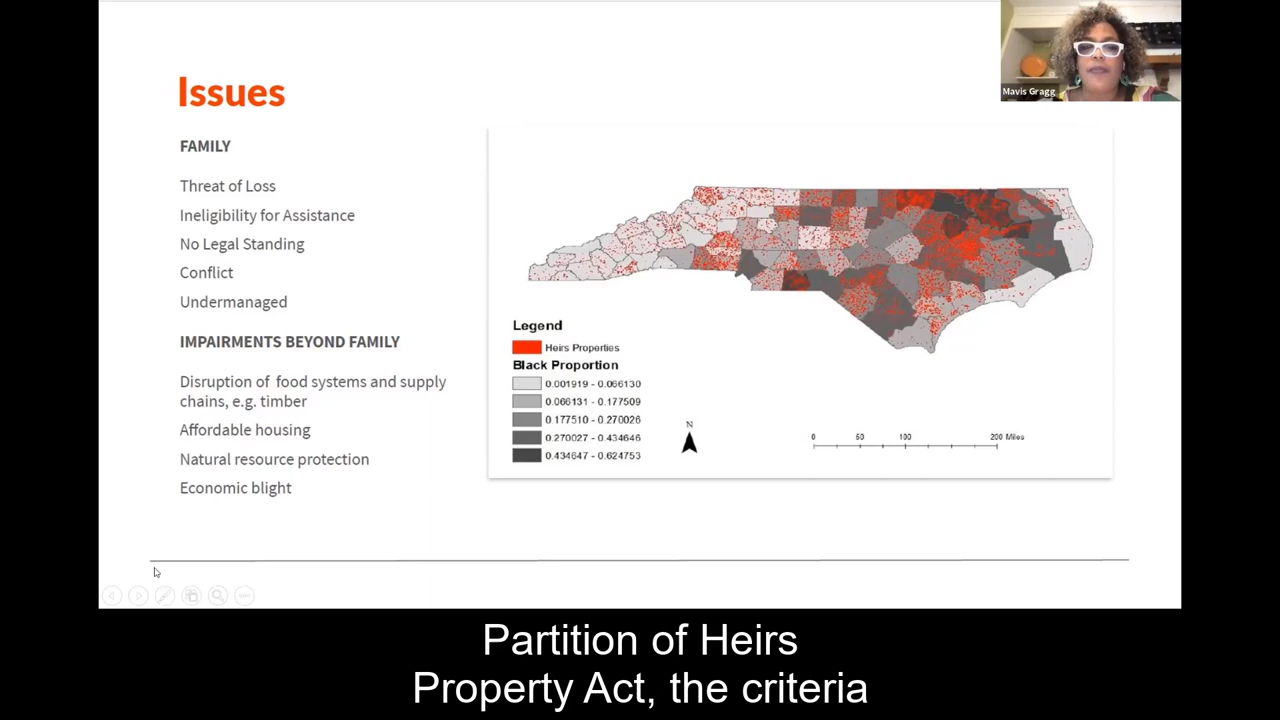 Issues
FAMILY
Threat of Loss
Ineligibility for Assistance
No Legal Standing
Conflict
Undermanaged
IMPAIRMENTS BEYOND FAMILY
Disruption of food systems and supply
chains, e.g. timber
Affordable housing
Natural resource protection
Economic blight
Mavis Gragg
Legend
Heirs Properties
Black Proportion
0.001919 - 0.066130
0.066131 - 0.177509
0.177510 - 0.270026
0.270027 - 0.434646
0.434647 - 0.624753
N
0 50 100 200 Miles
Partition of Heirs
Property Act, the criteria